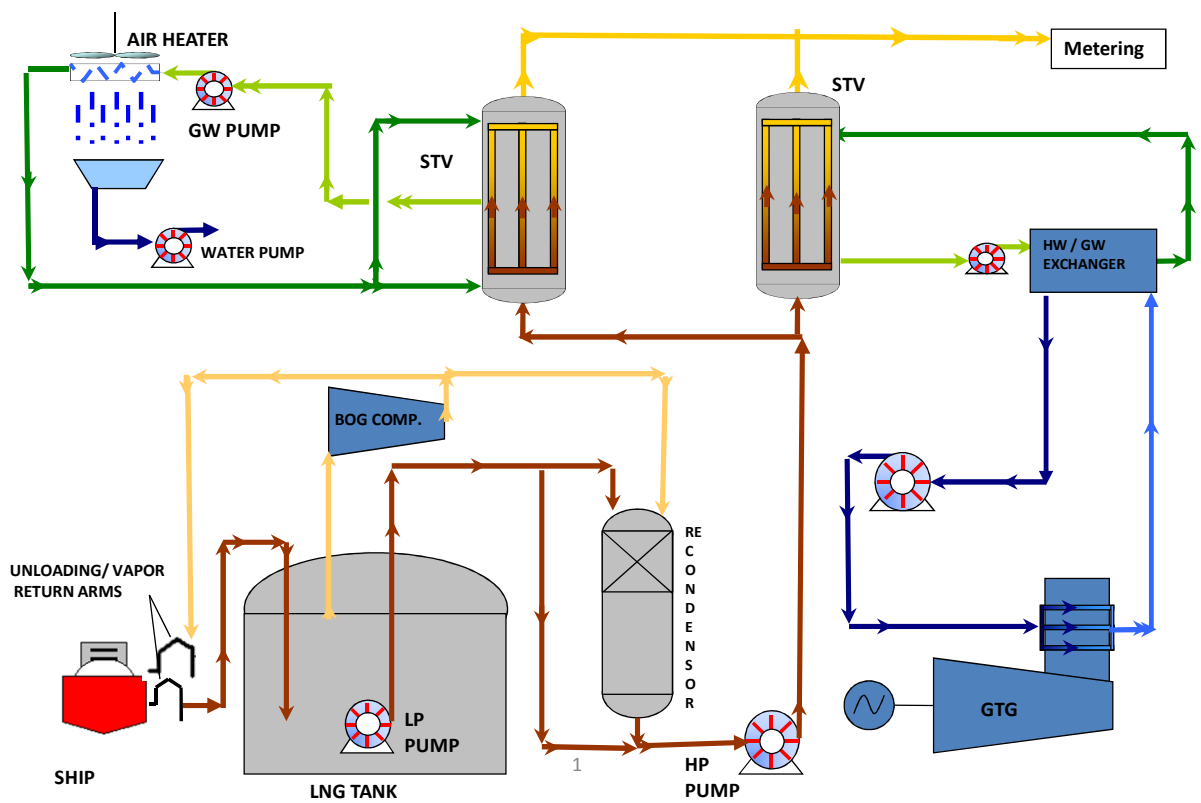 AIR HEATER
Metering
STV
GW PUMP
STV
WATER PUMP
HW / GW
EXCHANGER
BOG COMP.
RE
C
O
N
D
E
N
S
O
R
UNLOADING/ VAPOR
RETURN ARMS
LP
PUMP
GTG
1
HP
PUMP
SHIP
LNG TANK